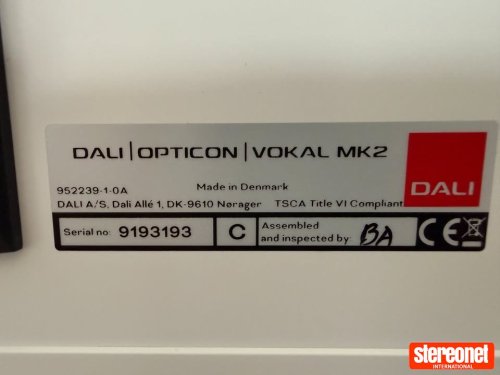 DALI | OPTICON | VOKAL MK2
952239-1-0A Made in Denmark
DALI A/S, Dali Allé 1, DK-9610 Nørager TSCA Title VI Compliant
DALI
Serial no: 9193193 C Assembled and inspected by: BA CE
stereonet
INTERNATIONAL